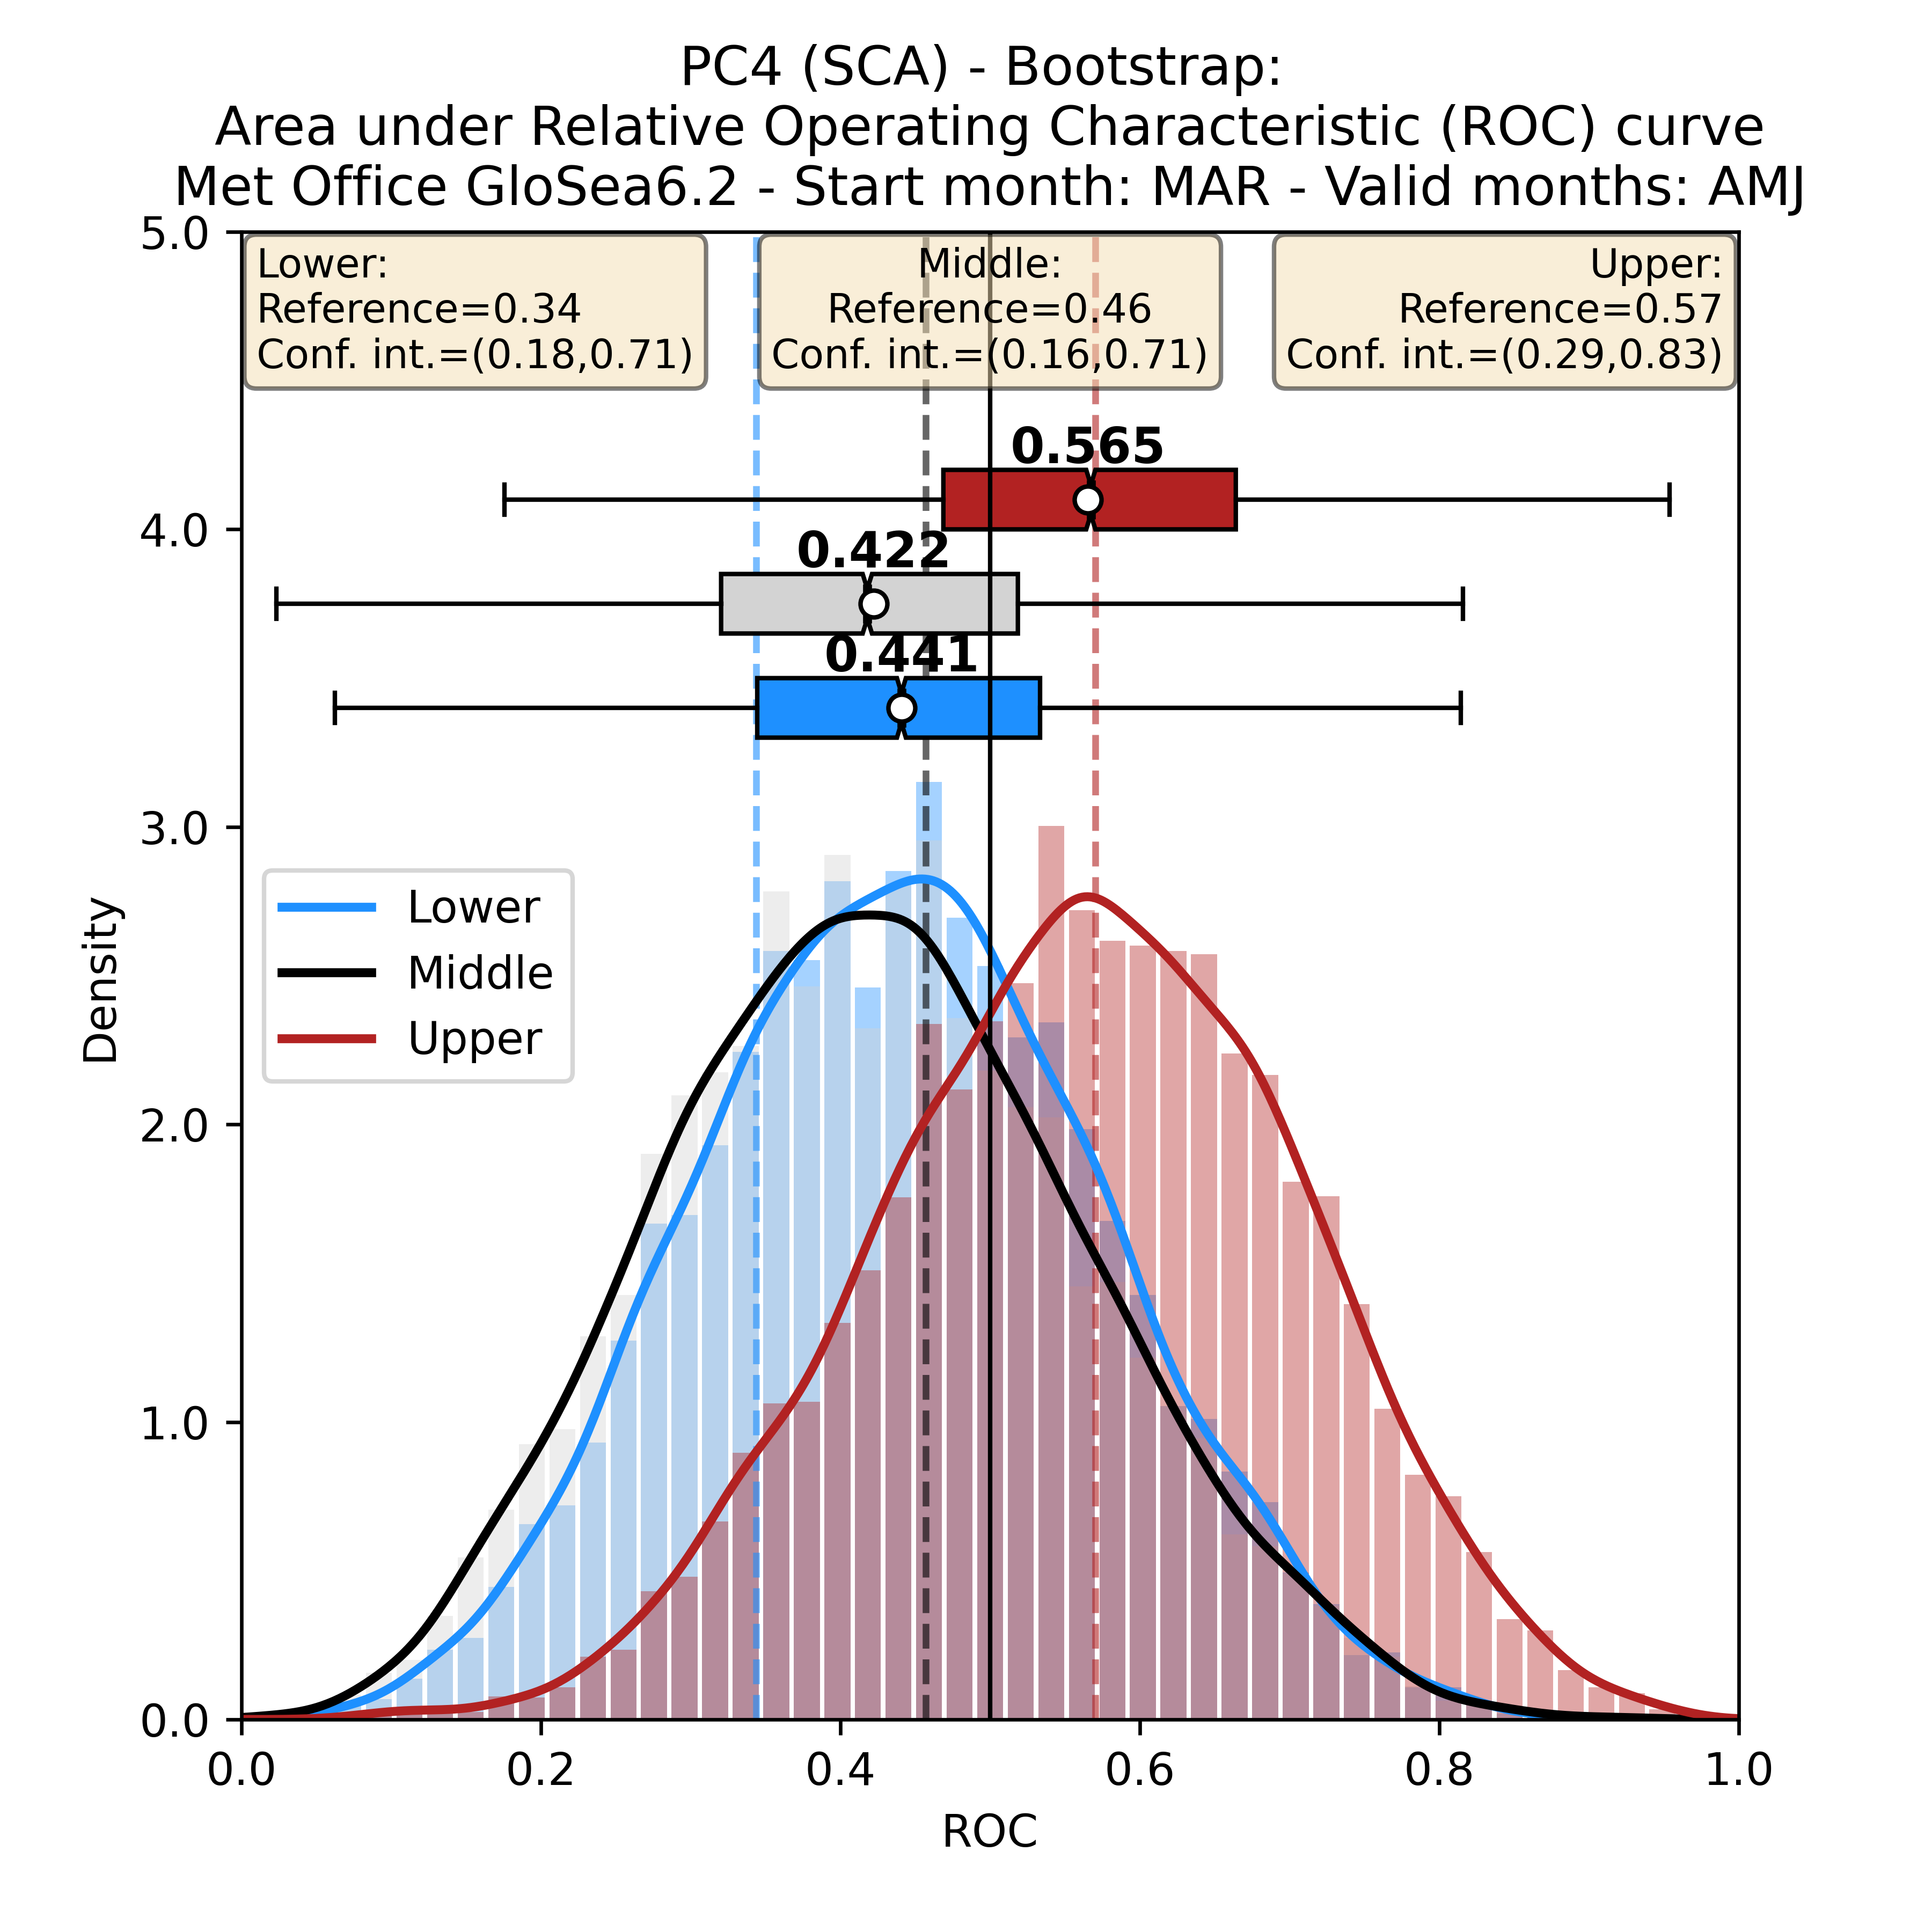 PC4 (SCA) - Bootstrap:
Area under Relative Operating Characteristic (ROC) curve
Met Office GloSea6.2 - Start month: MAR - Valid months: AMJ
Lower:
Reference=0.34
Conf. int.=(0.18,0.71)
Middle:
Reference=0.46
Conf. int.=(0.16,0.71)
Upper:
Reference=0.57
Conf. int.=(0.29,0.83)
0.565
0.422
0.441
Lower
Middle
Upper
Density
5.0
4.0
3.0
2.0
1.0
0.0
0.0
0.2
0.4
0.6
0.8
1.0
ROC